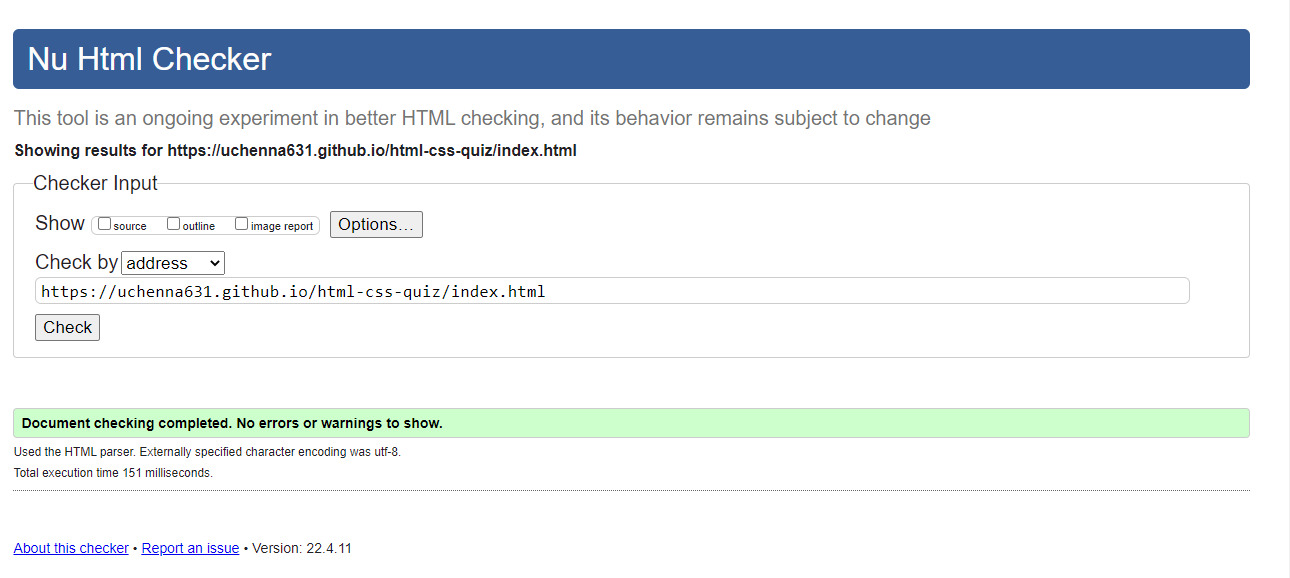 Nu Html Checker
This tool is an ongoing experiment in better HTML checking, and its behavior remains subject to change
Showing results for https://uchenna631.github.io/html-css-quiz/index.html
Checker Input
Show source outline image report Options...
Check by address
https://uchenna631.github.io/html-css-quiz/index.html
Check
Document checking completed. No errors or warnings to show.
Used the HTML parser. Externally specified character encoding was utf-8.
Total execution time 151 milliseconds.
About this checker • Report an issue • Version: 22.4.11